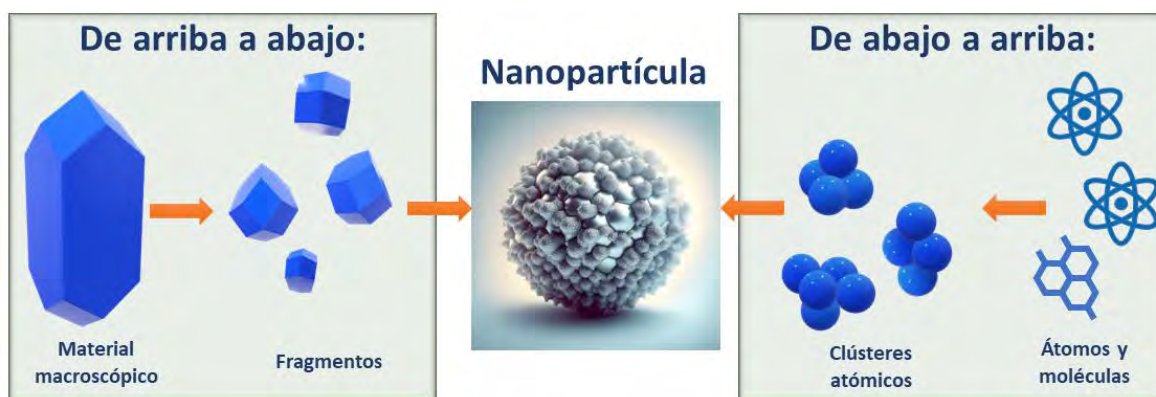 De arriba a abajo:
Material
macroscópico
Fragmentos
Nanopartícula
De abajo a arriba:
Clústeres
atómicos
Átomos y
moléculas